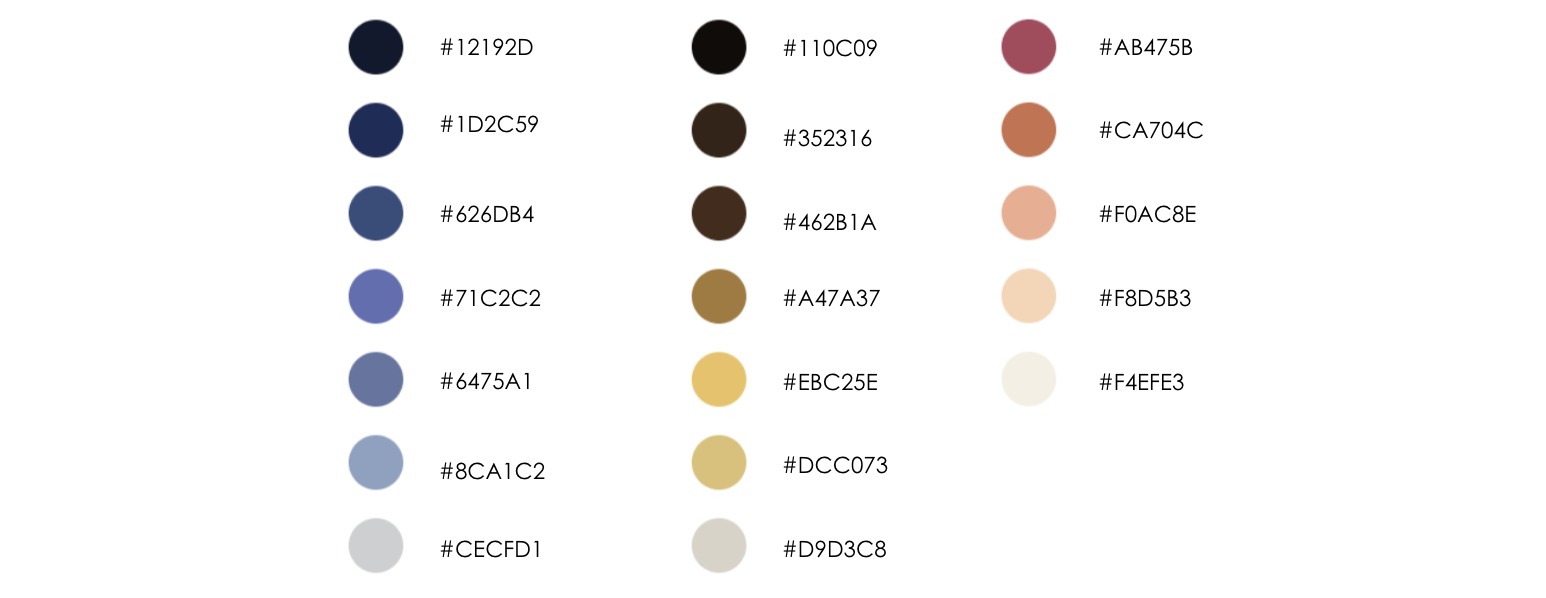 #12192D
#1D2C59
#626DB4
#71C2C2
#6475A1
#8CA1C2
#CECFD1
#110C09
#352316
#462B1A
#A47A37
#EBC25E
#DCC073
#D9D3C8
#AB475B
#CA704C
#F0AC8E
#F8D5B3
#F4EFE3